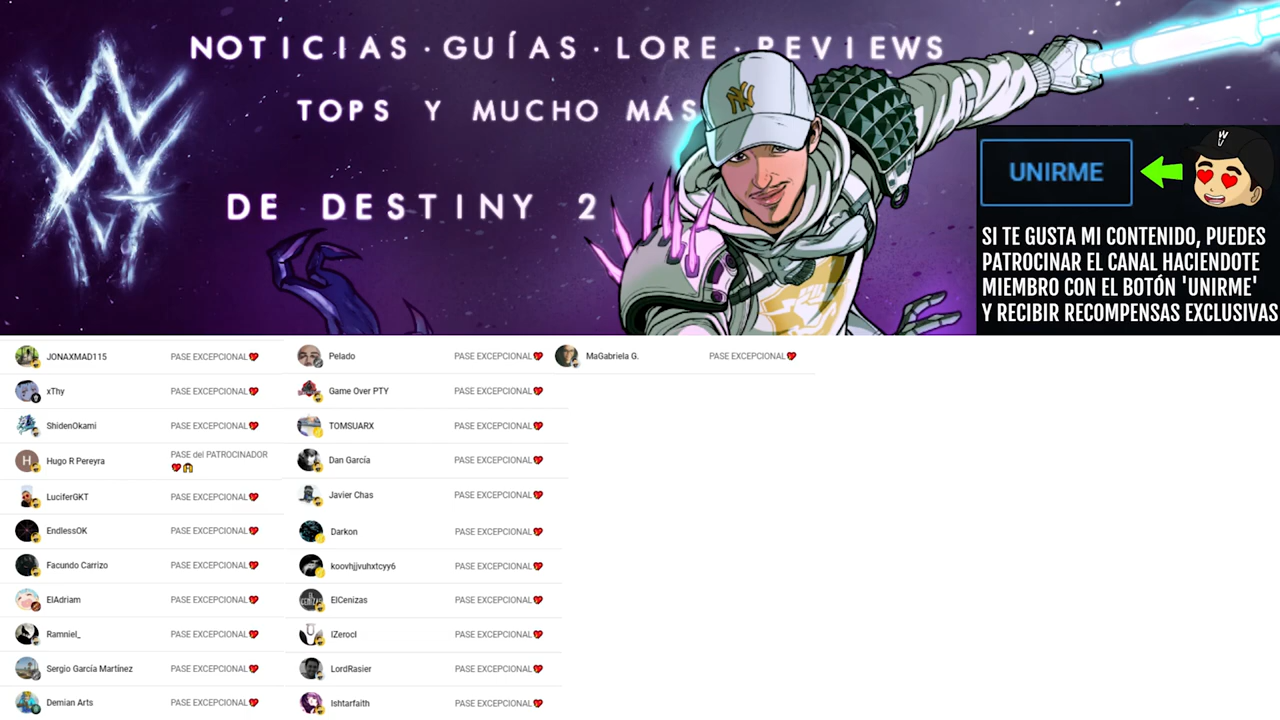 NOTICIAS · GUÍAS · LORE · REVIEWS
TOPS Y MUCHO MÁS
DE DESTINY 2
UNIRME
SI TE GUSTA MI CONTENIDO, PUEDES
PATROCINAR EL CANAL HACIENDOTE
MIEMBRO CON EL BOTÓN 'UNIRME'
Y RECIBIR RECOMPENSAS EXCLUSIVAS
JONAXMAD115 PASE EXCEPCIONAL
xThy PASE EXCEPCIONAL
ShidenOkami PASE EXCEPCIONAL
H Hugo R Pereyra PASE del PATROCINADOR
LuciferGKT PASE EXCEPCIONAL
EndlessOK PASE EXCEPCIONAL
Facundo Carrizo PASE EXCEPCIONAL
ElAdriam PASE EXCEPCIONAL
Ramniel_ PASE EXCEPCIONAL
Sergio García Martínez PASE EXCEPCIONAL
Demian Arts PASE EXCEPCIONAL
Pelado PASE EXCEPCIONAL
Game Over PTY PASE EXCEPCIONAL
TOMSUARX PASE EXCEPCIONAL
Dan García PASE EXCEPCIONAL
Javier Chas PASE EXCEPCIONAL
Darkon PASE EXCEPCIONAL
koovhjjvuhxtcyy6 PASE EXCEPCIONAL
ElCenizas PASE EXCEPCIONAL
IZerocI PASE EXCEPCIONAL
LordRasier PASE EXCEPCIONAL
Ishtarfaith PASE EXCEPCIONAL
MaGabriela G. PASE EXCEPCIONAL